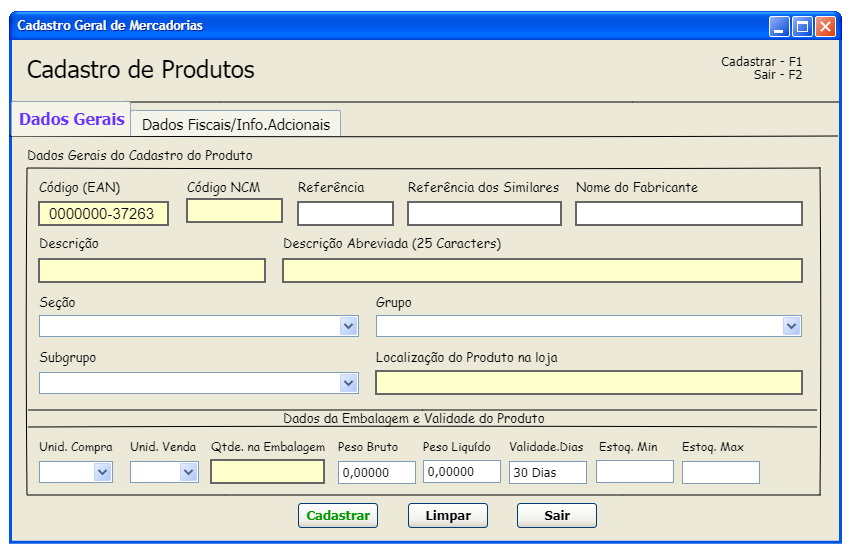 Cadastro Geral de Mercadorias
Cadastro de Produtos
Cadastrar - F1
Sair - F2
Dados Gerais
Dados Fiscais/Info.Adcionais
Dados Gerais do Cadastro do Produto
Código (EAN) Código NCM Referência Referência dos Similares Nome do Fabricante
0000000-37263
Descrição Descrição Abreviada (25 Caracters)
Seção Grupo
Subgrupo Localização do Produto na loja
Dados da Embalagem e Validade do Produto
Unid. Compra Unid. Venda Qtde. na Embalagem Peso Bruto Peso Liquído Validade.Dias Estoq. Min Estoq. Max
0,00000 0,00000 30 Dias
Cadastrar Limpar Sair